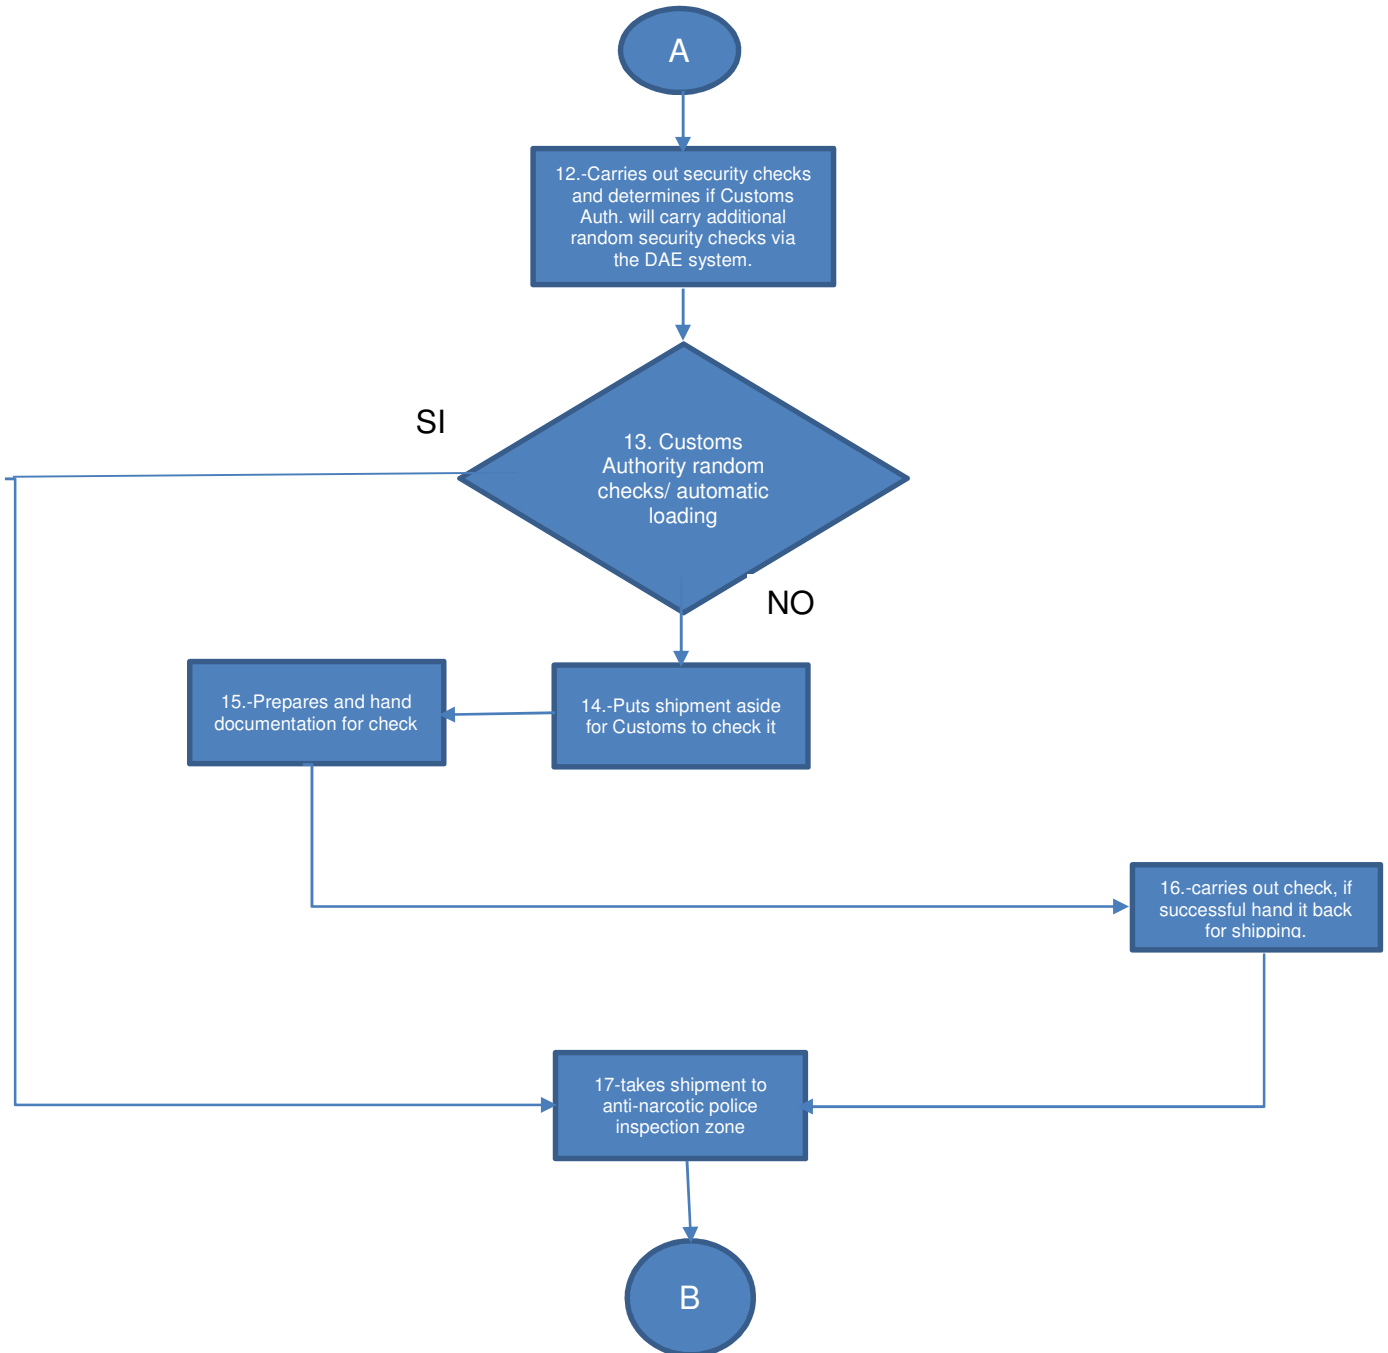 A
12.-Carries out security checks
and determines if Customs
Auth. will carry additional
random security checks via
the DAE system.
SI
13. Customs
Authority random
checks/ automatic
loading
NO
15.-Prepares and hand
documentation for check
14.-Puts shipment aside
for Customs to check it
16.-carries out check, if
successful hand it back
for shipping.
17-takes shipment to
anti-narcotic police
inspection zone
B